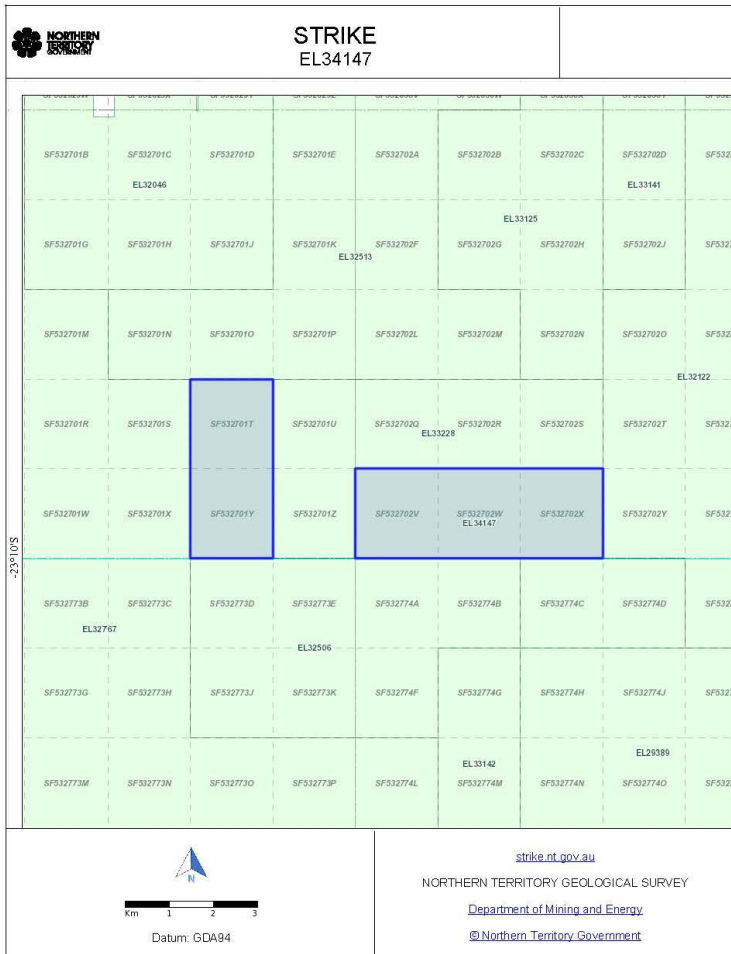 NORTHERN
TERRITORY
GOVERNMENT
STRIKE
EL34147
SF532701B SF532701C SF532701D SF532701E SF532702A SF532702B SF532702C SF532702D
EL32046 EL33141
EL33125
SF532701G SF532701H SF532701J SF532701K SF532702F SF532702G SF532702H SF532702J
EL32513
SF532701M SF532701N SF532701O SF532701P SF532702L SF532702M SF532702N SF532702O
EL32122
SF532701R SF532701S SF532701T SF532701U SF532702Q SF532702R SF532702S SF532702T
EL33228
SF532701W SF532701X SF532701Y SF532701Z SF532702V SF532702W SF532702X SF532702Y
EL34147
-23°10'S
SF532773B SF532773C SF532773D SF532773E SF532774A SF532774B SF532774C SF532774D
EL32767
EL32506
SF532773G SF532773H SF532773J SF532773K SF532774F SF532774G SF532774H SF532774J
EL29389
EL33142
SF532773M SF532773N SF532773O SF532773P SF532774L SF532774M SF532774N SF532774O
N
Km 1 2 3
Datum: GDA94
strike.nt.gov.au
NORTHERN TERRITORY GEOLOGICAL SURVEY
Department of Mining and Energy
© Northern Territory Government